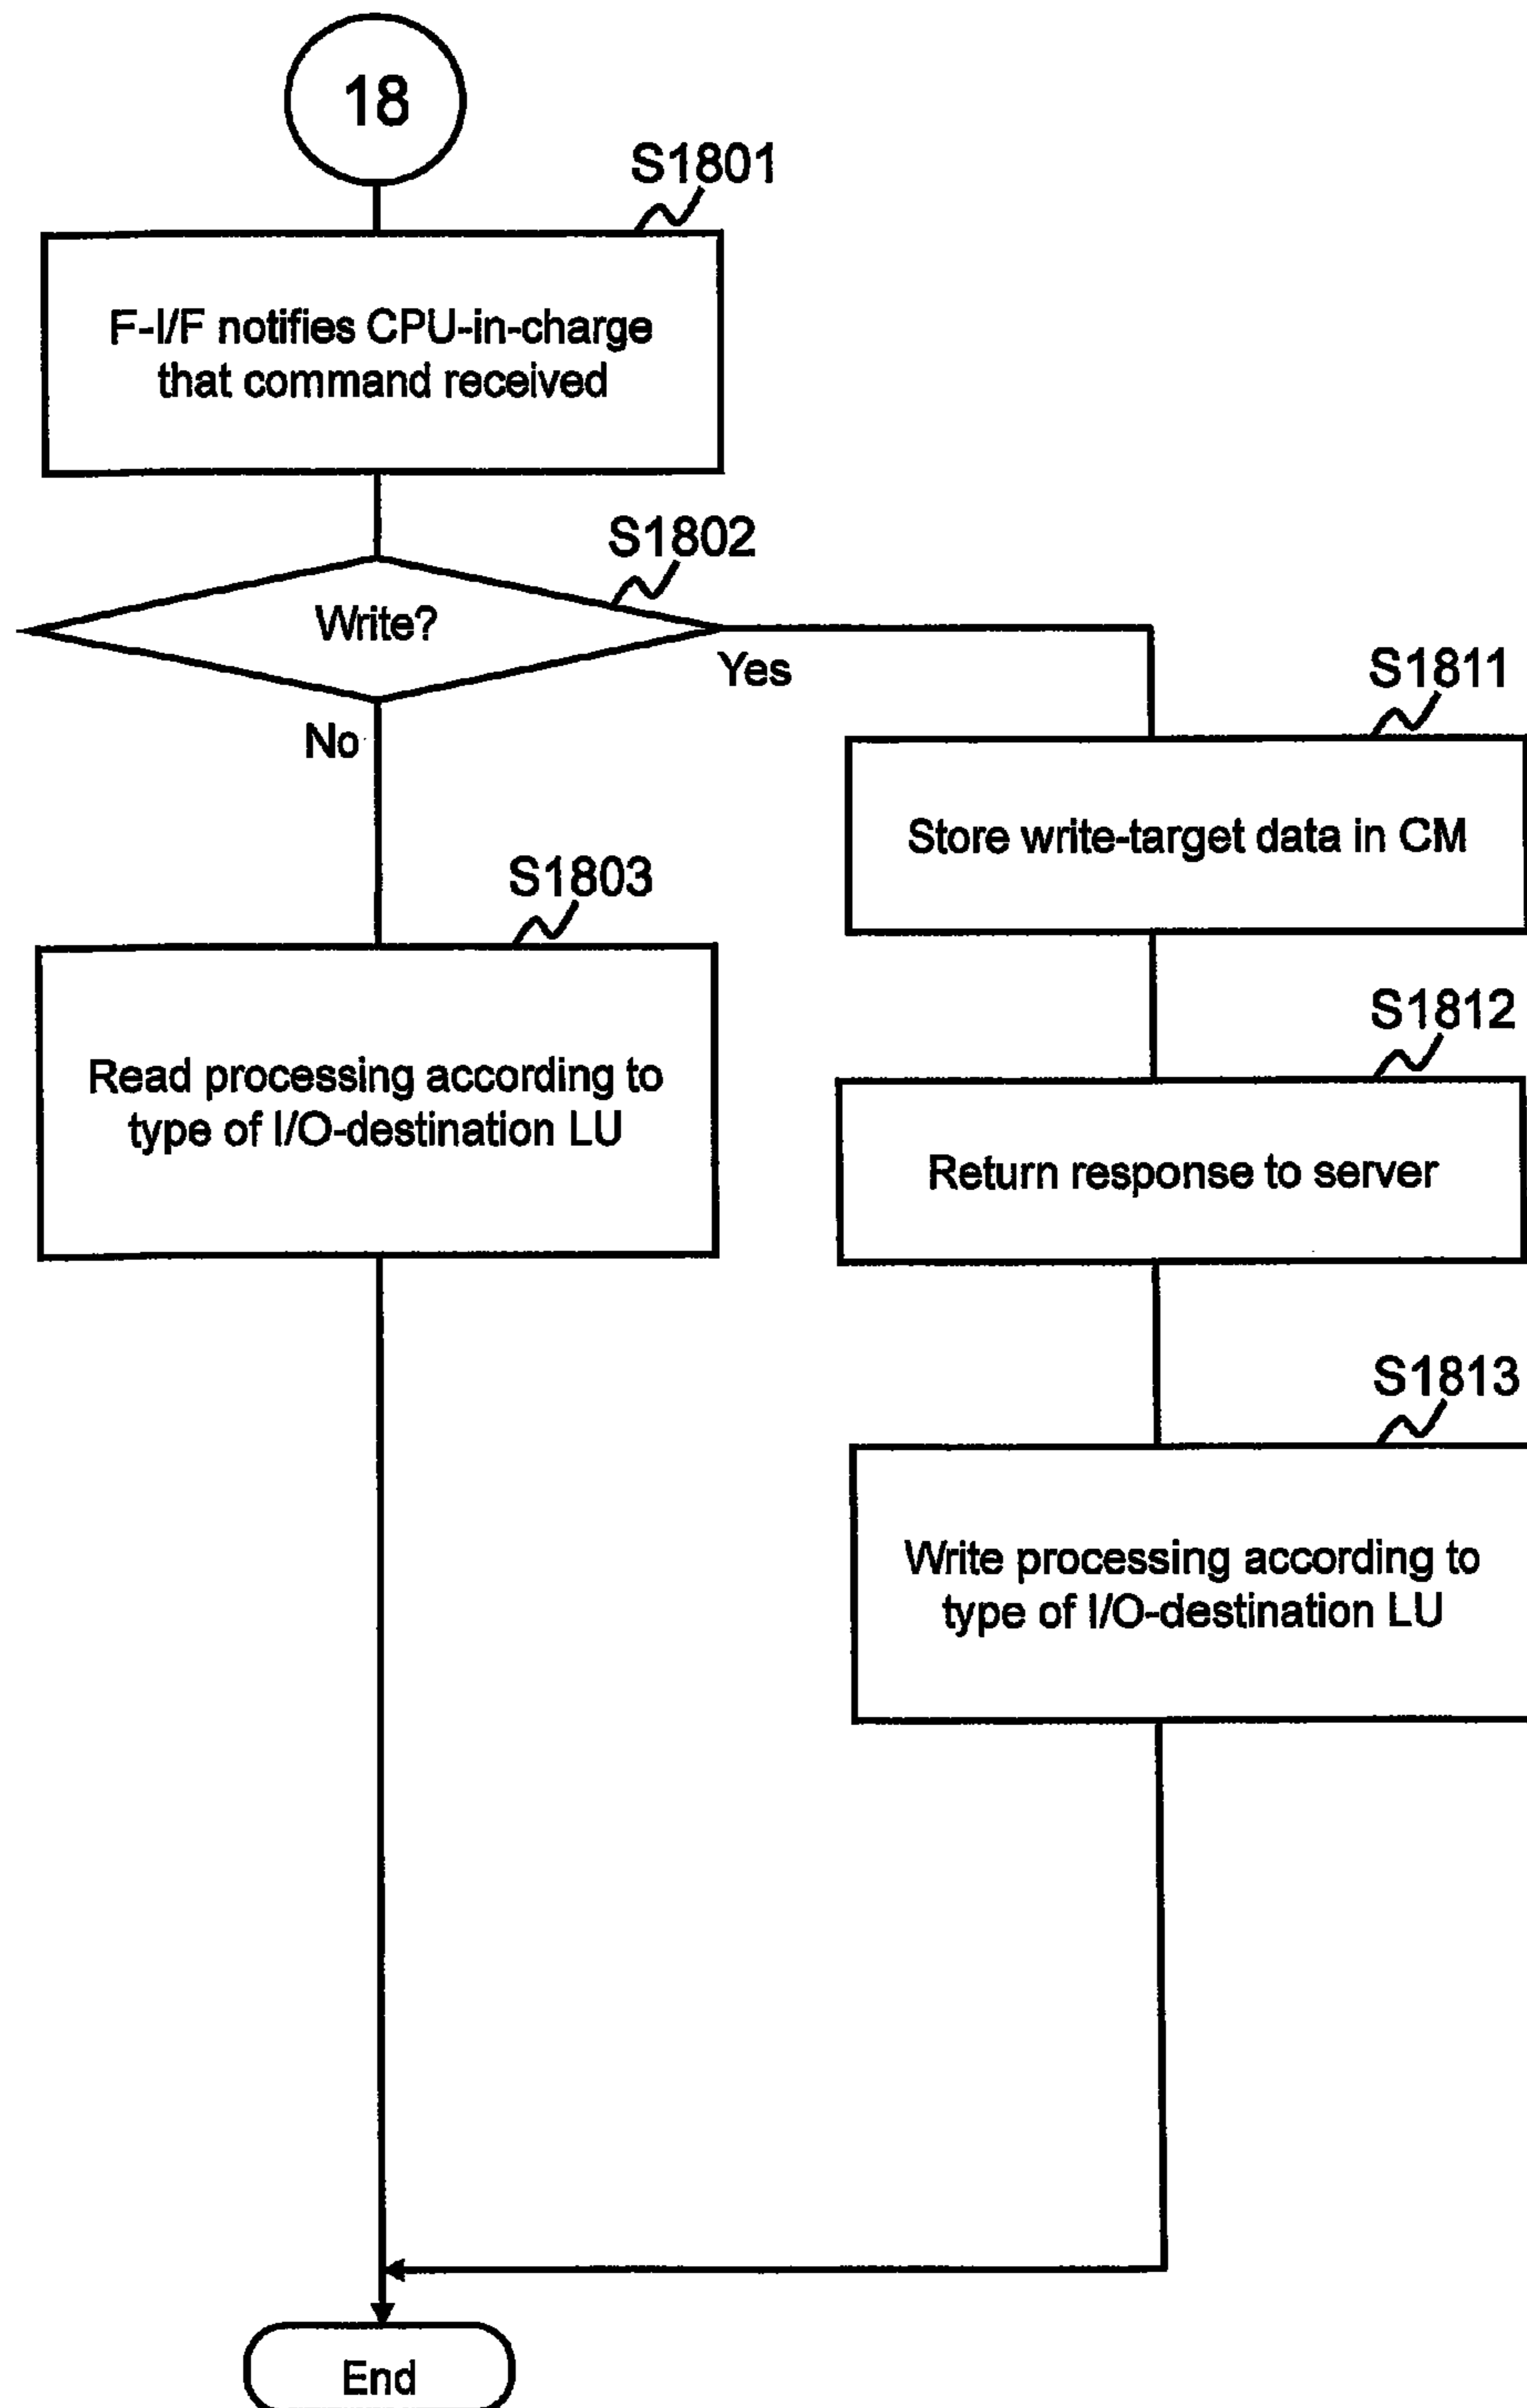 18
S1801
F-I/F notifies CPU-in-charge
that command received
S1802
Write?
Yes
No
S1811
Store write-target data in CM
S1803
Read processing according to
type of I/O-destination LU
S1812
Return response to server
S1813
Write processing according to
type of I/O-destination LU
End